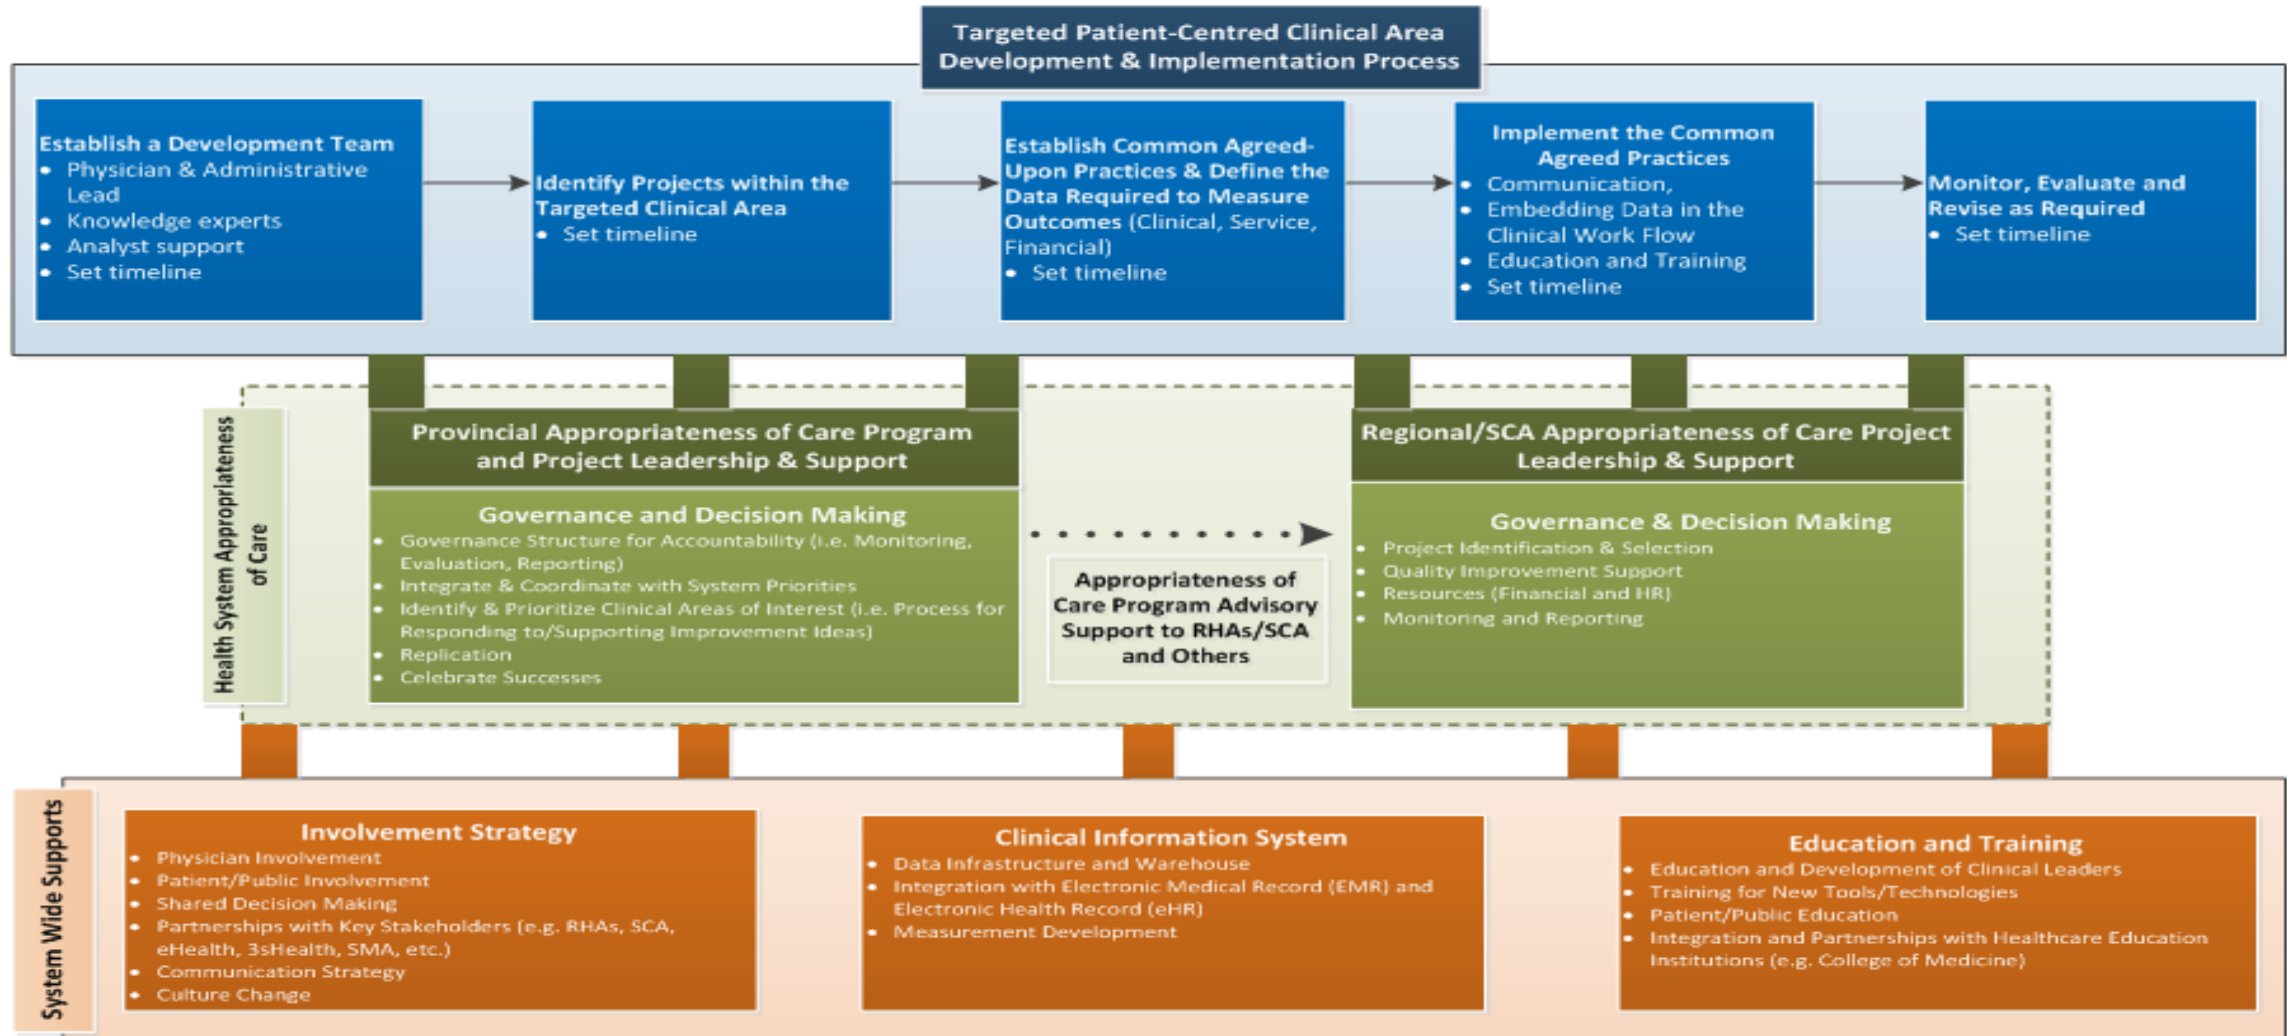 Targeted Patient-Centred Clinical Area
Development & Implementation Process
Establish a Development Team
• Physician & Administrative
Lead
• Knowledge experts
• Analyst support
• Set timeline
Identify Projects within the
Targeted Clinical Area
• Set timeline
Establish Common Agreed-
Upon Practices & Define the
Data Required to Measure
Outcomes (Clinical, Service,
Financial)
• Set timeline
Implement the Common
Agreed Practices
• Communication,
• Embedding Data in the
Clinical Work Flow
• Education and Training
• Set timeline
Monitor, Evaluate and
Revise as Required
• Set timeline
Health System Appropriateness
of Care
Provincial Appropriateness of Care Program
and Project Leadership & Support
Governance and Decision Making
• Governance Structure for Accountability (i.e. Monitoring,
Evaluation, Reporting)
• Integrate & Coordinate with System Priorities
• Identify & Prioritize Clinical Areas of Interest (i.e. Process for
Responding to/Supporting Improvement Ideas)
• Replication
• Celebrate Successes
Appropriateness of
Care Program Advisory
Support to RHAs/SCA
and Others
Regional/SCA Appropriateness of Care Project
Leadership & Support
Governance & Decision Making
• Project Identification & Selection
• Quality Improvement Support
• Resources (Financial and HR)
• Monitoring and Reporting
System Wide Supports
Involvement Strategy
• Physician Involvement
• Patient/Public Involvement
• Shared Decision Making
• Partnerships with Key Stakeholders (e.g. RHAs, SCA,
eHealth, 3sHealth, SMA, etc.)
• Communication Strategy
• Culture Change
Clinical Information System
• Data Infrastructure and Warehouse
• Integration with Electronic Medical Record (EMR) and
Electronic Health Record (eHR)
• Measurement Development
Education and Training
• Education and Development of Clinical Leaders
• Training for New Tools/Technologies
• Patient/Public Education
• Integration and Partnerships with Healthcare Education
Institutions (e.g. College of Medicine)